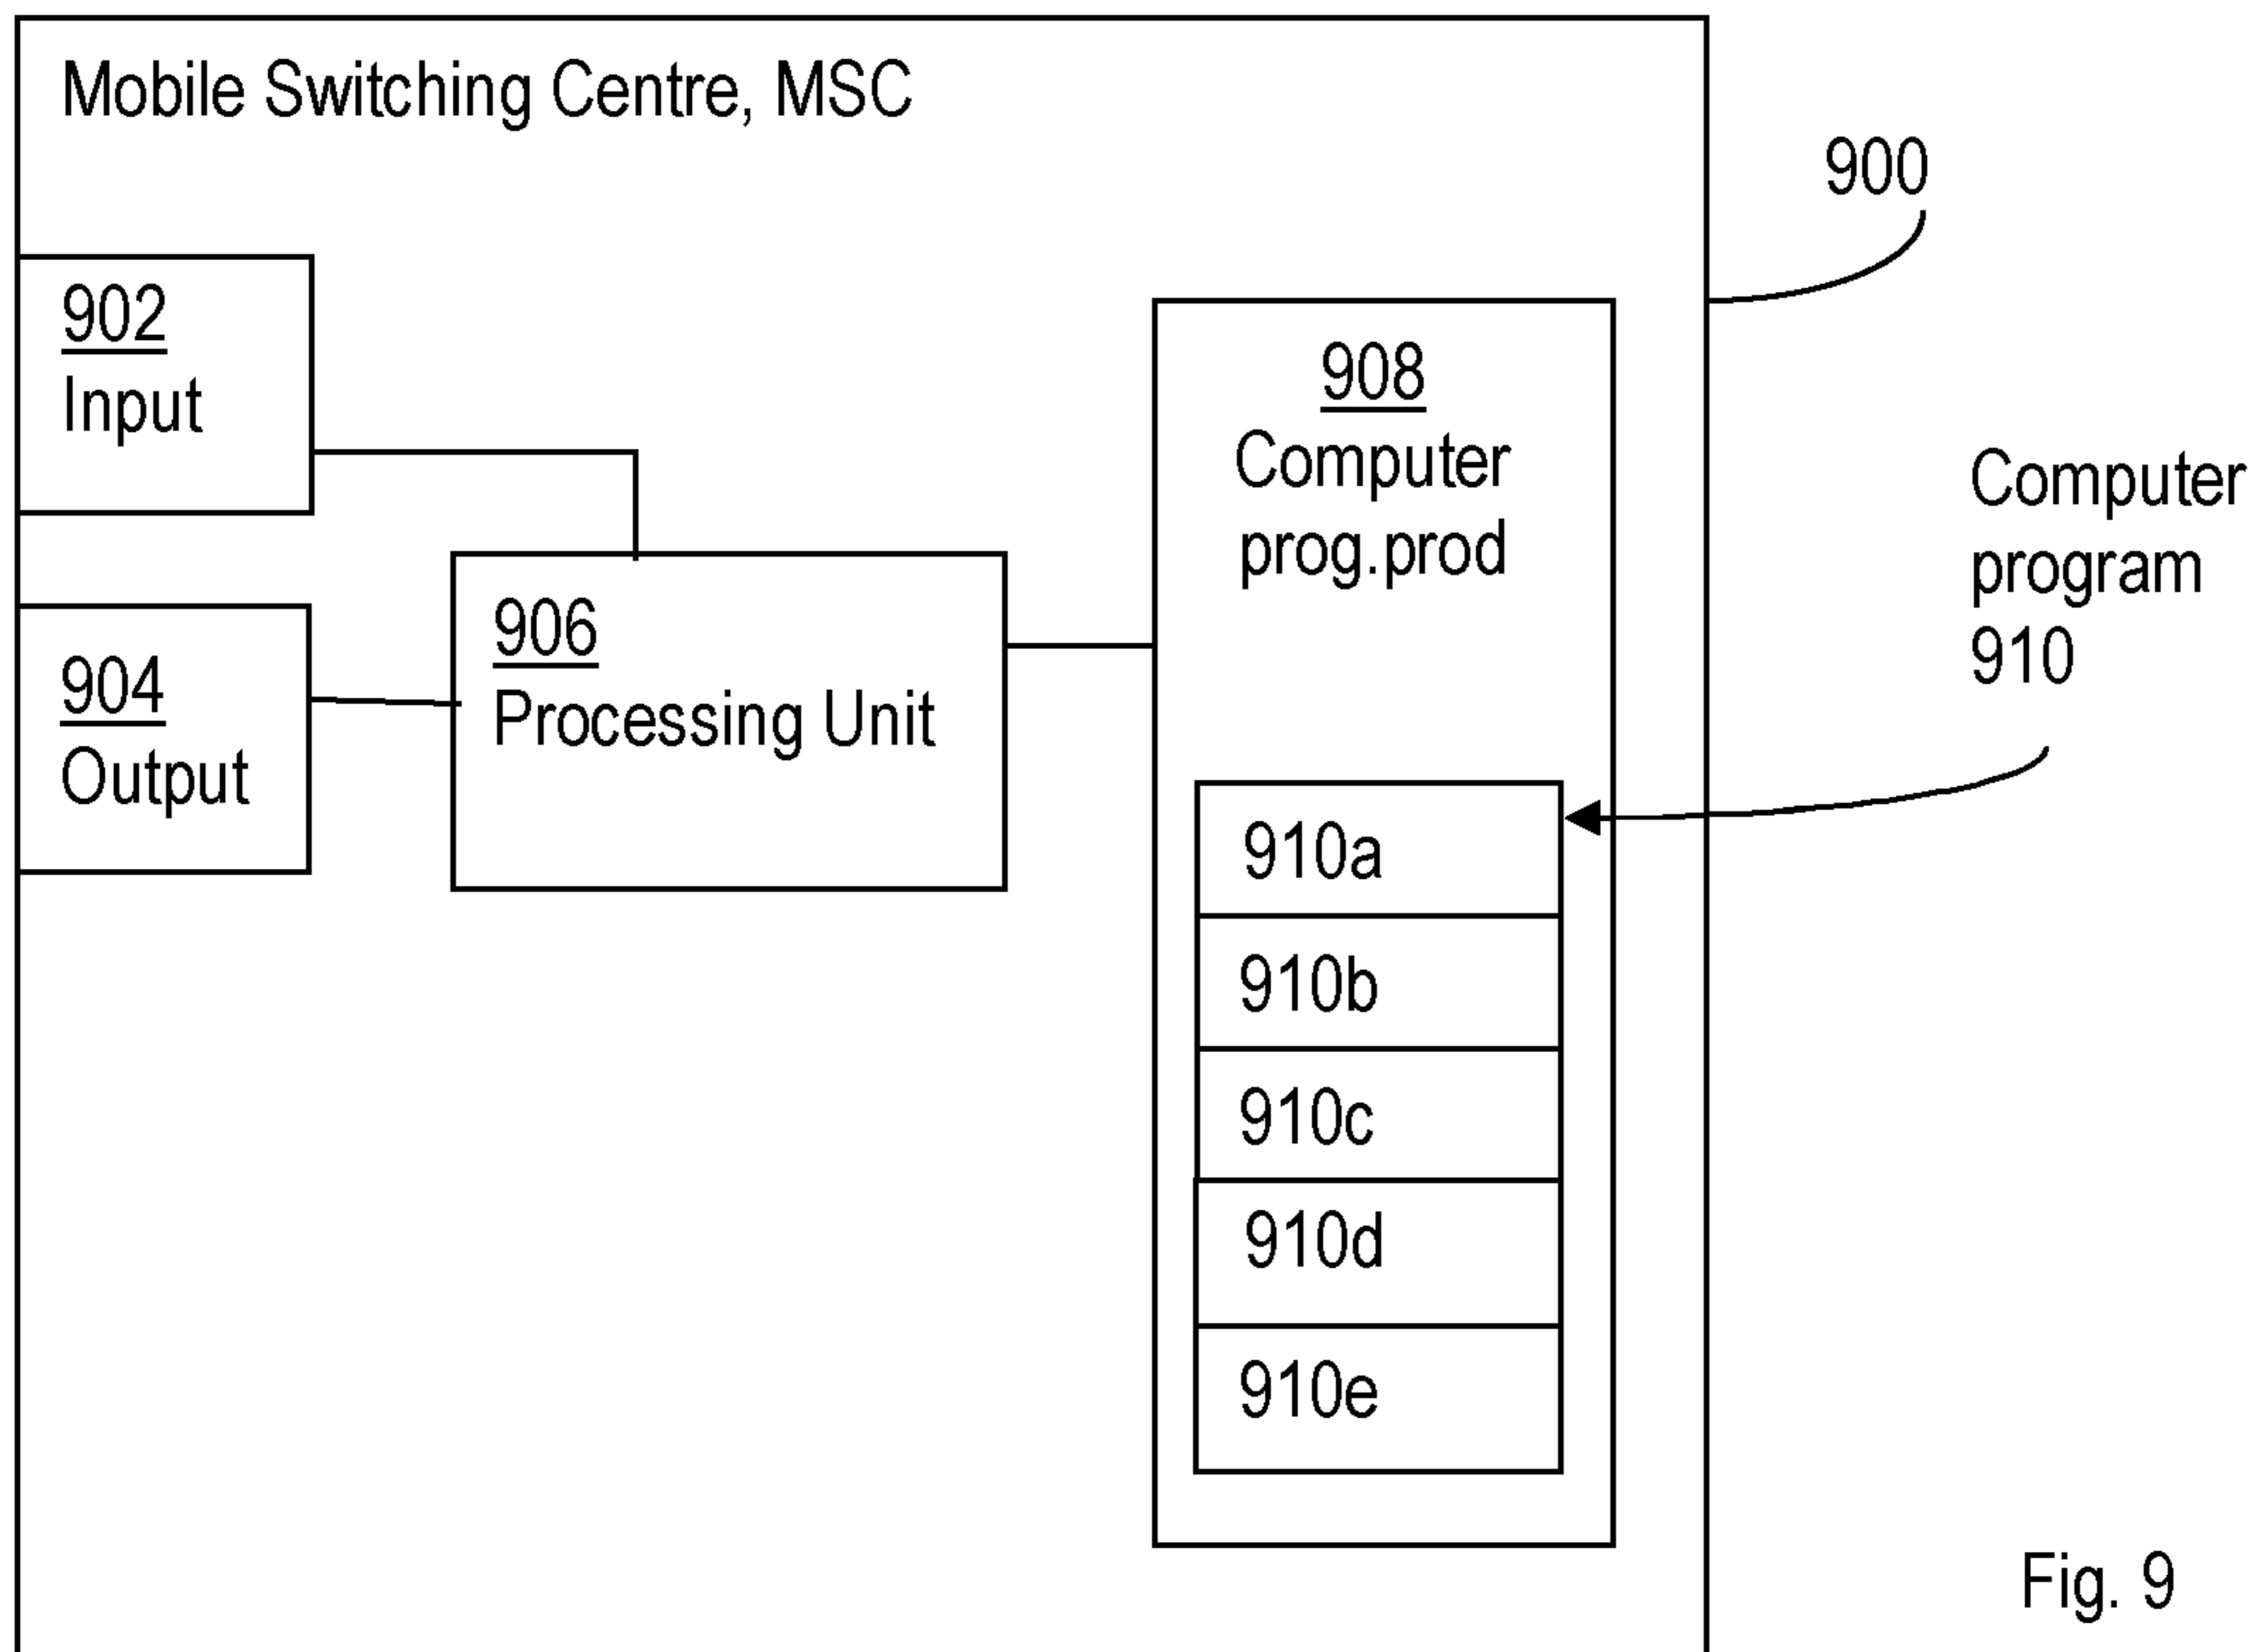 Mobile Switching Centre, MSC
900
902
Input
904
Output
906
Processing Unit
908
Computer
prog.prod
Computer
program
910
910a
910b
910c
910d
910e
Fig. 9